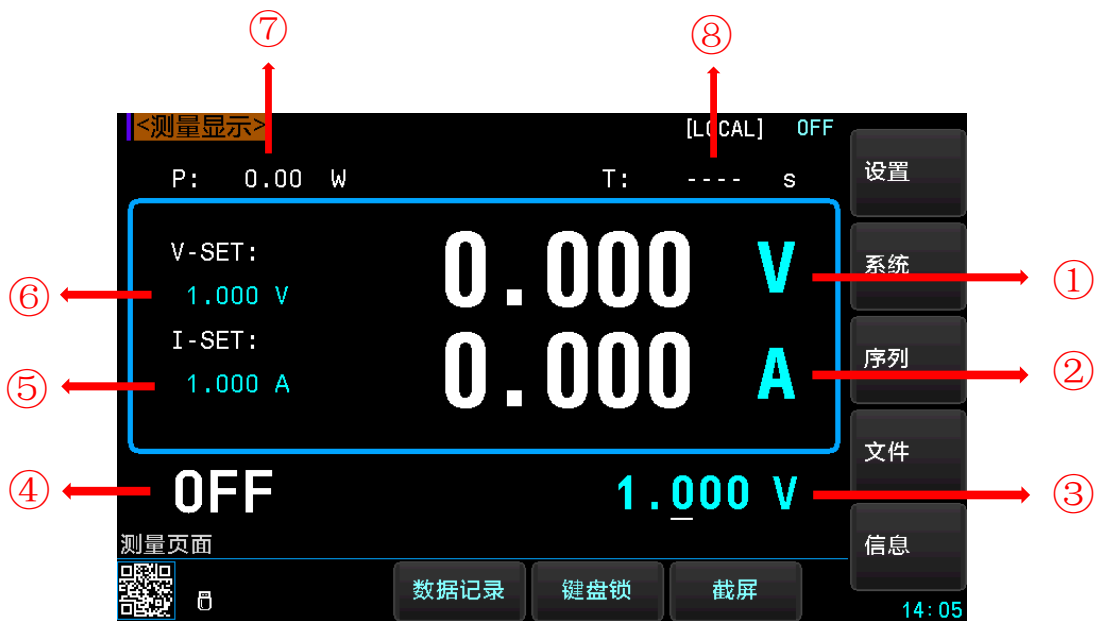 ⑦ ⑧
<测量显示> [LOCAL] OFF
P: 0.00 W T: ---- s
设置
V-SET: 0.000 V
系统
①
⑥ 1.000 V
I-SET: 0.000 A
序列
②
⑤ 1.000 A
文件
④ OFF 1.000 V ③
测量页面
信息
数据记录 键盘锁 截屏
14:05